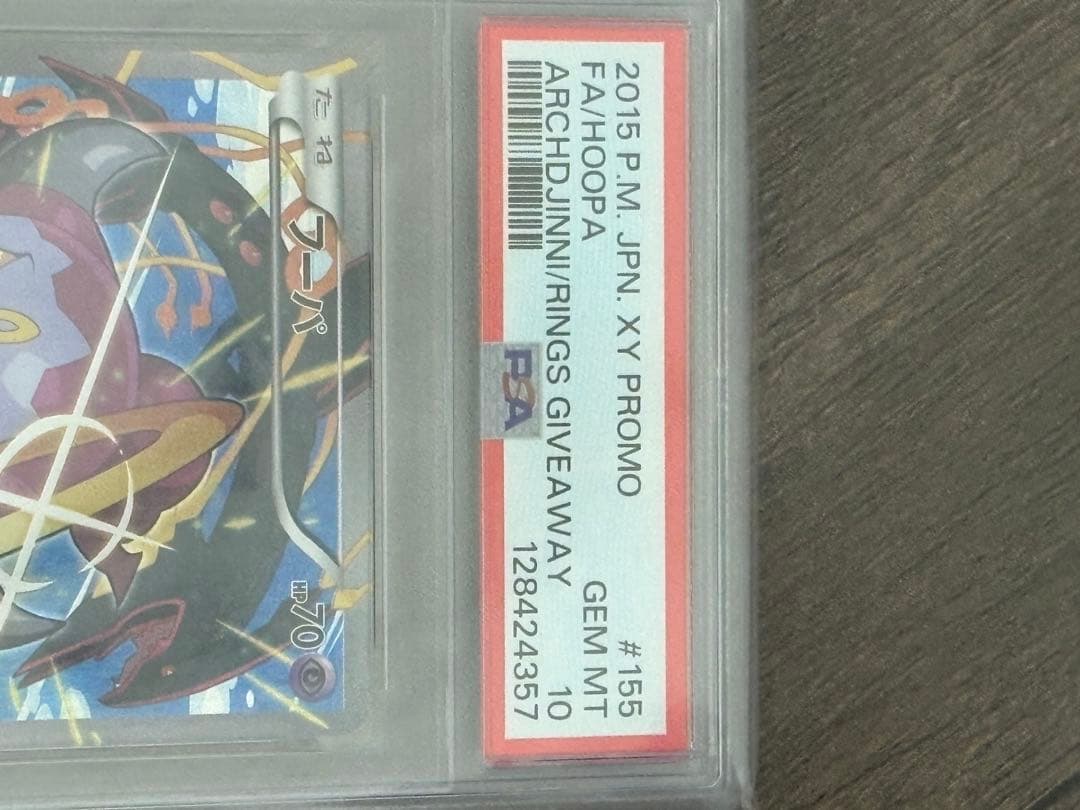 2015 P.M. JPN. XY PROMO #155
FA/HOOPA GEM MT
ARCHDJINNI/RINGS GIVEAWAY 10
PSA 128424357
たね フーパ HP70